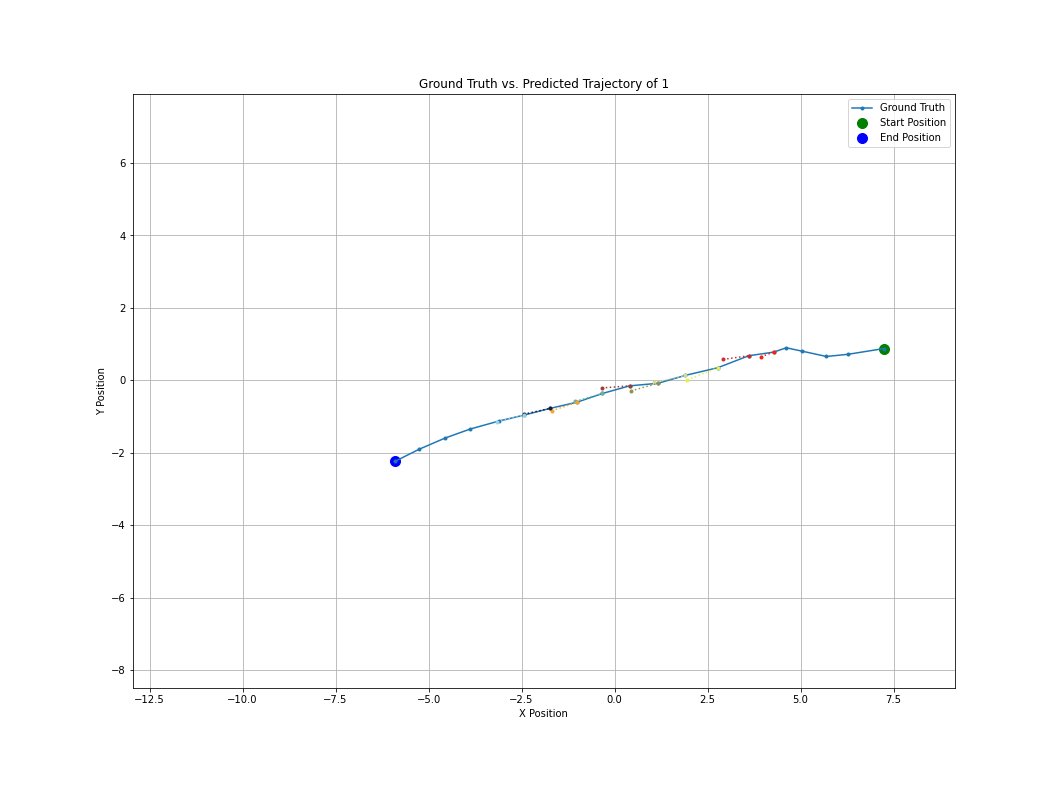 Ground Truth vs. Predicted Trajectory of 1
Ground Truth
Start Position
End Position
6
4
2
0
−2
−4
−6
−8
Y Position
−12.5 −10.0 −7.5 −5.0 −2.5 0.0 2.5 5.0 7.5
X Position